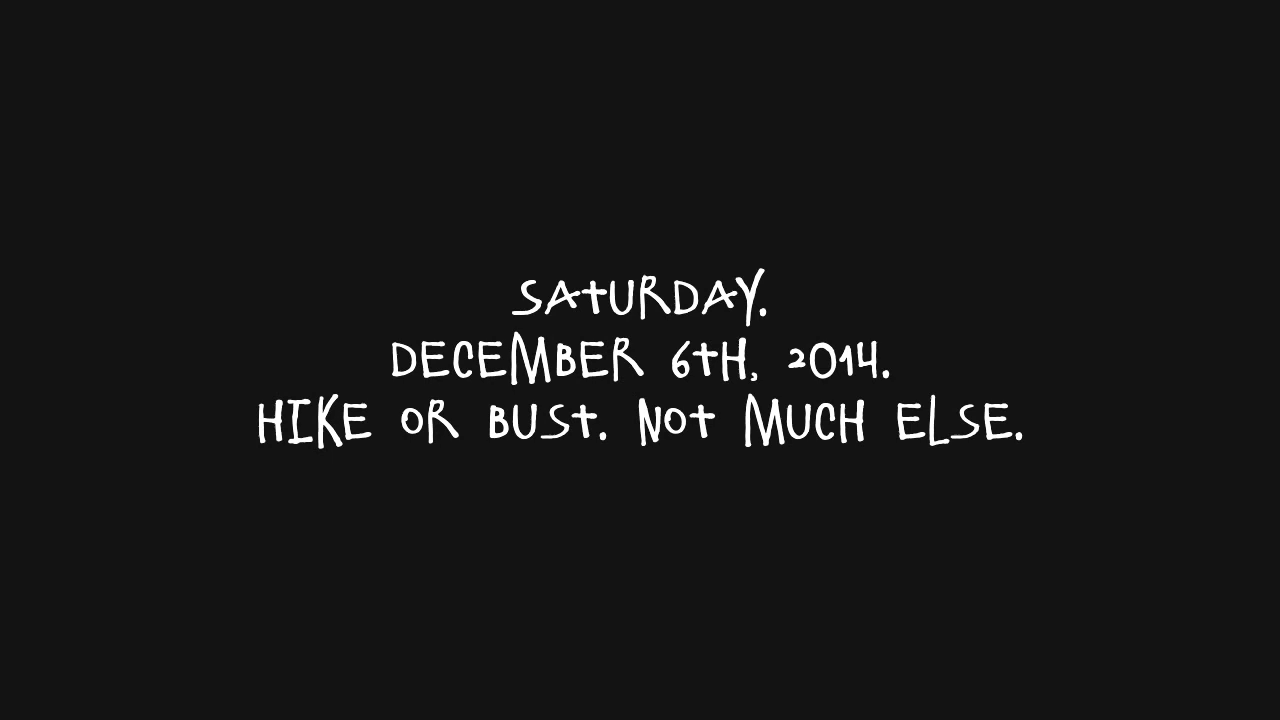 SATURDAY.
DECEMBER 6TH, 2014.
HIKE OR BUST. NOT MUCH ELSE.